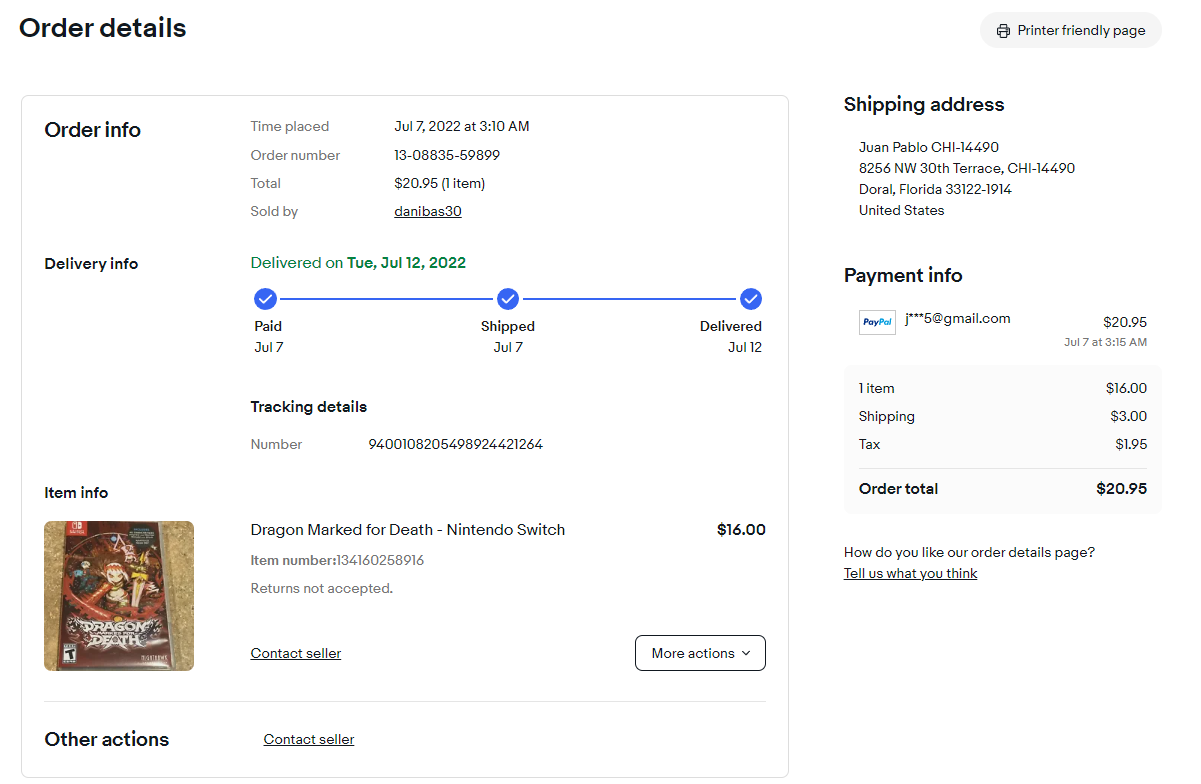 Order details
Printer friendly page
Order info
Time placed Jul 7, 2022 at 3:10 AM
Order number 13-08835-59899
Total $20.95 (1 item)
Sold by danibas30
Delivery info
Delivered on Tue, Jul 12, 2022
Paid Shipped Delivered
Jul 7 Jul 7 Jul 12
Tracking details
Number 9400108205498924421264
Item info
Dragon Marked for Death - Nintendo Switch $16.00
Item number:134160258916
Returns not accepted.
DRAGON
MARKED FOR
DEATH
T
Contact seller
More actions
Other actions
Contact seller
Shipping address
Juan Pablo CHI-14490
8256 NW 30th Terrace, CHI-14490
Doral, Florida 33122-1914
United States
Payment info
PayPal j***5@gmail.com $20.95
Jul 7 at 3:15 AM
1 item $16.00
Shipping $3.00
Tax $1.95
Order total $20.95
How do you like our order details page?
Tell us what you think